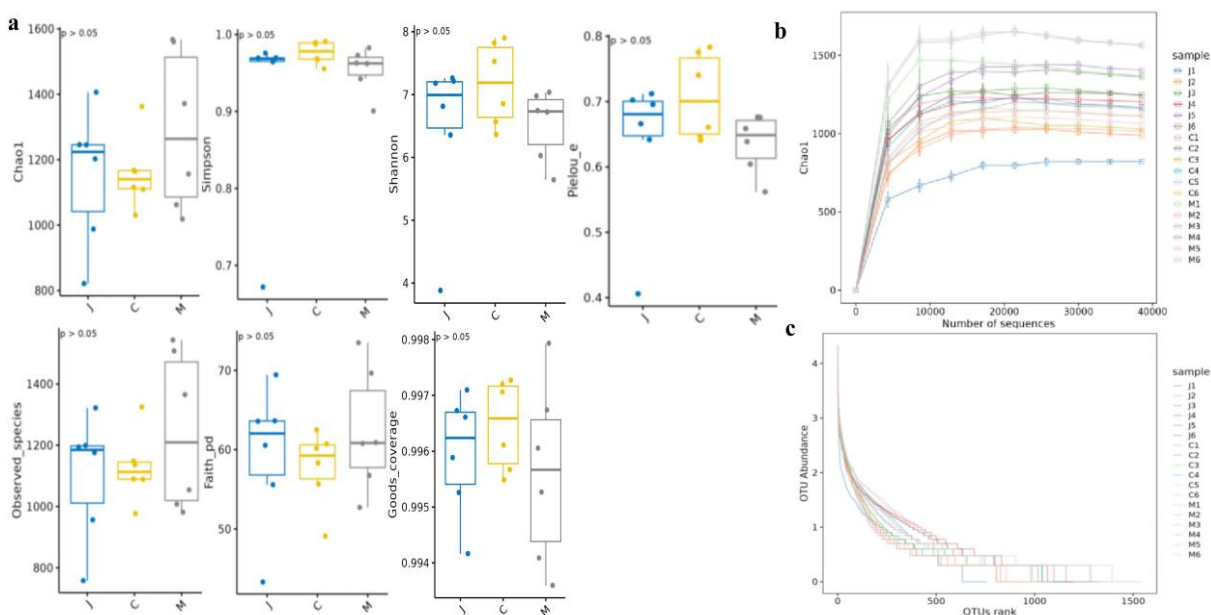 a
p > 0.05
1600
1400
1200
1000
800
Chao1
J
C
M
p > 0.05
1.0
0.9
0.8
0.7
Simpson
J
C
M
p > 0.05
8
7
6
5
4
Shannon
J
C
M
p > 0.05
0.7
0.6
0.5
0.4
Pielou_e
J
C
M
p > 0.05
1400
1200
1000
800
Observed_species
J
C
M
p > 0.05
70
60
50
Faith_pd
J
C
M
p > 0.05
0.998
0.997
0.996
0.995
0.994
Goods_coverage
J
C
M
b
1500
1000
500
0
Chao1
0
10000
20000
30000
40000
Number of sequences
sample
J1
J2
J3
J4
J5
J6
C1
C2
C3
C4
C5
C6
M1
M2
M3
M4
M5
M6
c
4
3
2
1
0
OTU Abundance
0
500
1000
1500
OTUs rank
sample
J1
J2
J3
J4
J5
J6
C1
C2
C3
C4
C5
C6
M1
M2
M3
M4
M5
M6